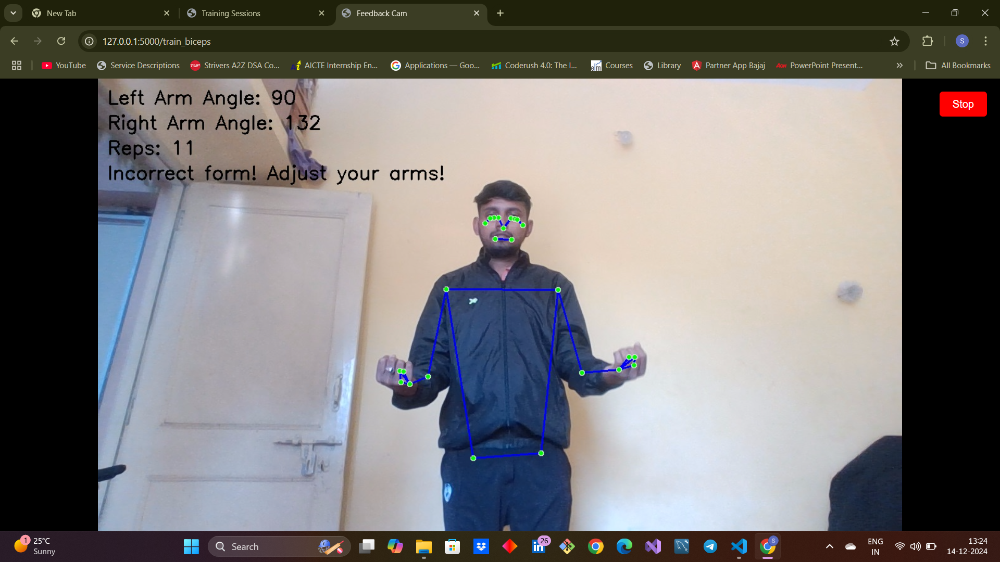 New Tab
Training Sessions
Feedback Cam
127.0.0.1:5000/train_biceps
S
YouTube
Service Descriptions
TUF
Strivers A2Z DSA Co...
AICTE Internship En...
Applications — Goo...
Coderush 4.0: The I...
elm
Courses
Library
Partner App Bajaj
AON
PowerPoint Present...
All Bookmarks
Left Arm Angle: 90
Right Arm Angle: 132
Reps: 11
Incorrect form! Adjust your arms!
Stop
1
25°C
Sunny
Search
26
S
ENG
IN
13:24
14-12-2024